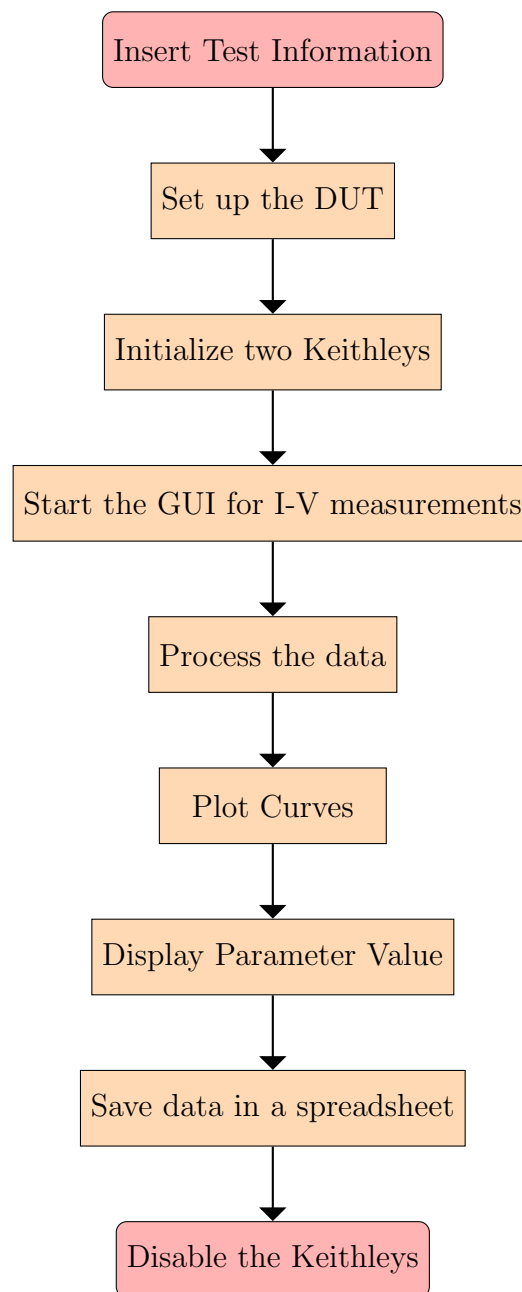 Insert Test Information
Set up the DUT
Initialize two Keithleys
Start the GUI for I-V measurements
Process the data
Plot Curves
Display Parameter Value
Save data in a spreadsheet
Disable the Keithleys